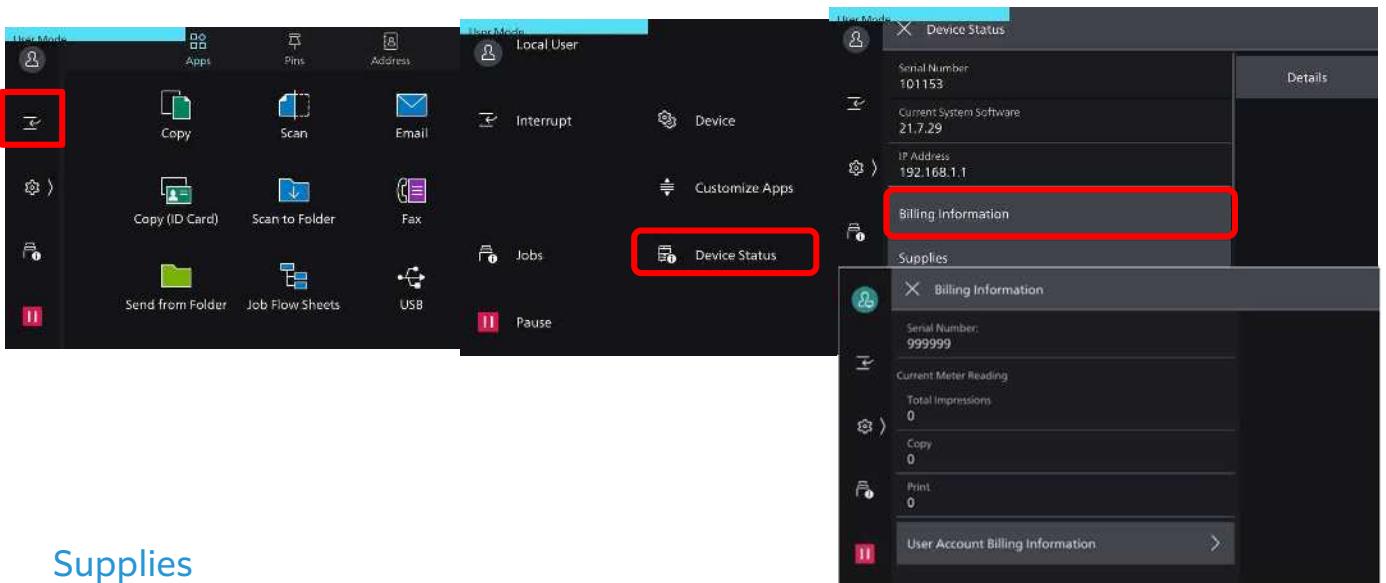 User Mode
Apps
Pins
Address
Copy
Scan
Email
Copy (ID Card)
Scan to Folder
Fax
Send from Folder
Job Flow Sheets
USB
User Mode
Local User
Interrupt
Device
Customize Apps
Jobs
Device Status
Pause
User Mode
Device Status
Serial Number
101153
Details
Current System Software
21.7.29
IP Address
192.168.1.1
Billing Information
Supplies
Billing Information
Serial Number:
999999
Current Meter Reading
Total Impressions
0
Copy
0
Print
0
User Account Billing Information
Supplies